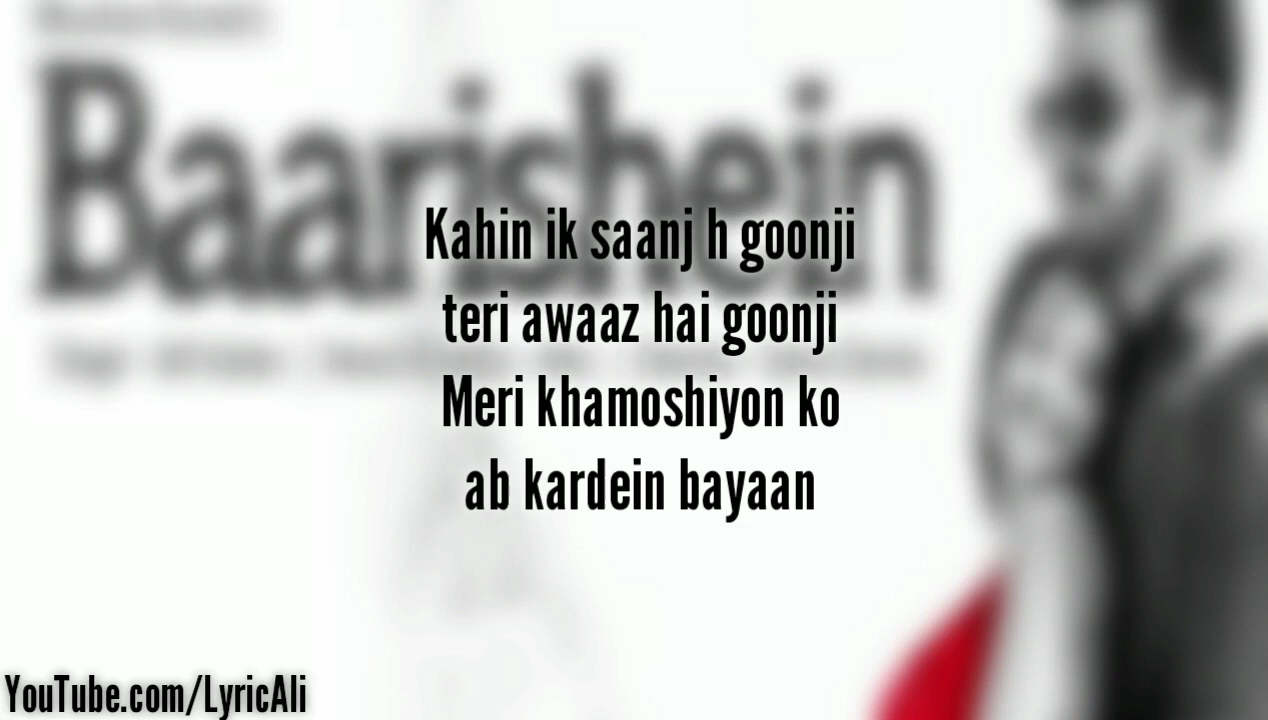 Baarishein
Kahin ik saanj h goonji
teri awaaz hai goonji
Meri khamoshiyon ko
ab kardein bayaan
YouTube.com/LyricAli